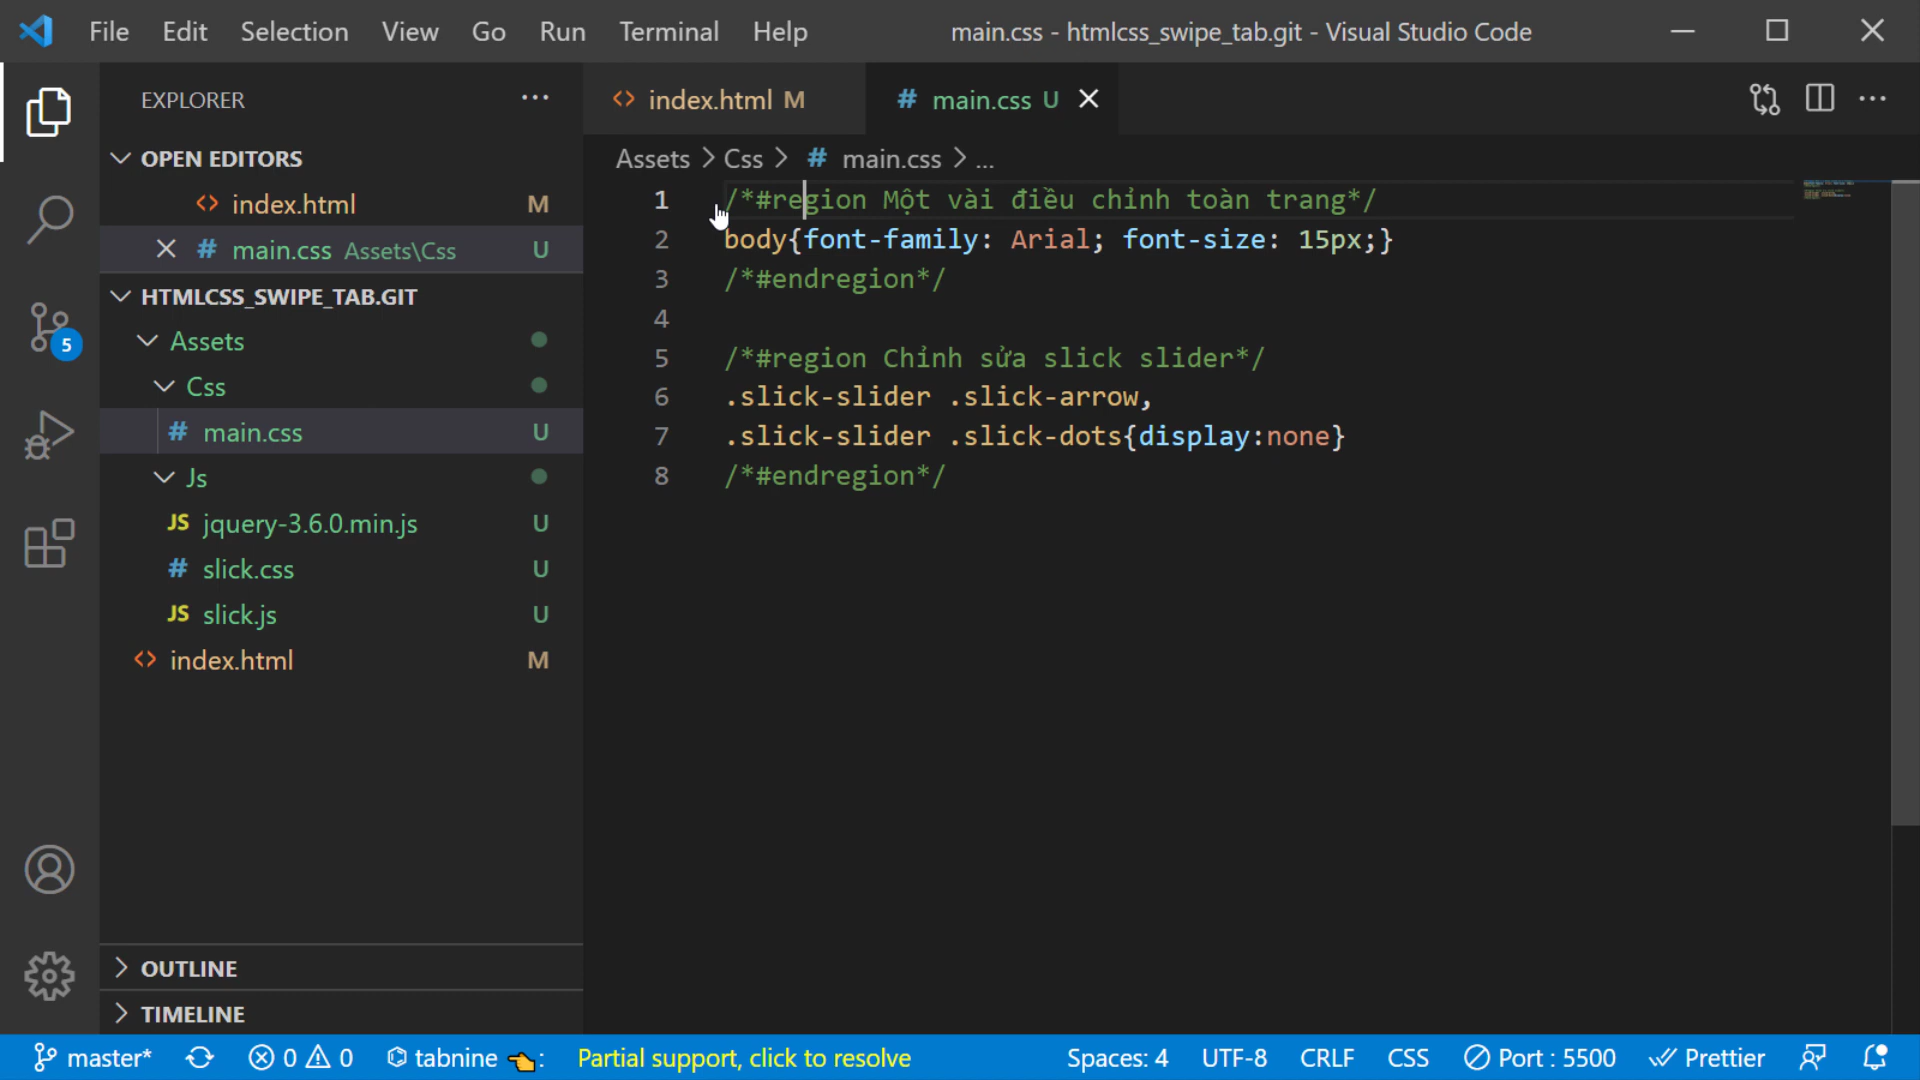 File Edit Selection View Go Run Terminal Help main.css - htmlcss_swipe_tab.git - Visual Studio Code
EXPLORER
index.html M
main.css U
OPEN EDITORS
index.html M
main.css Assets\Css U
HTMLCSS_SWIPE_TAB.GIT
Assets
Css
main.css U
Js
jquery-3.6.0.min.js U
slick.css U
slick.js U
index.html M
OUTLINE
TIMELINE
5
Assets > Css > # main.css > ...
1 /*#region Một vài điều chỉnh toàn trang*/
2 body{font-family: Arial; font-size: 15px;}
3 /*#endregion*/
4
5 /*#region Chỉnh sửa slick slider*/
6 .slick-slider .slick-arrow,
7 .slick-slider .slick-dots{display:none}
8 /*#endregion*/
master* 0 0 tabnine : Partial support, click to resolve Spaces: 4 UTF-8 CRLF CSS Port : 5500 Prettier